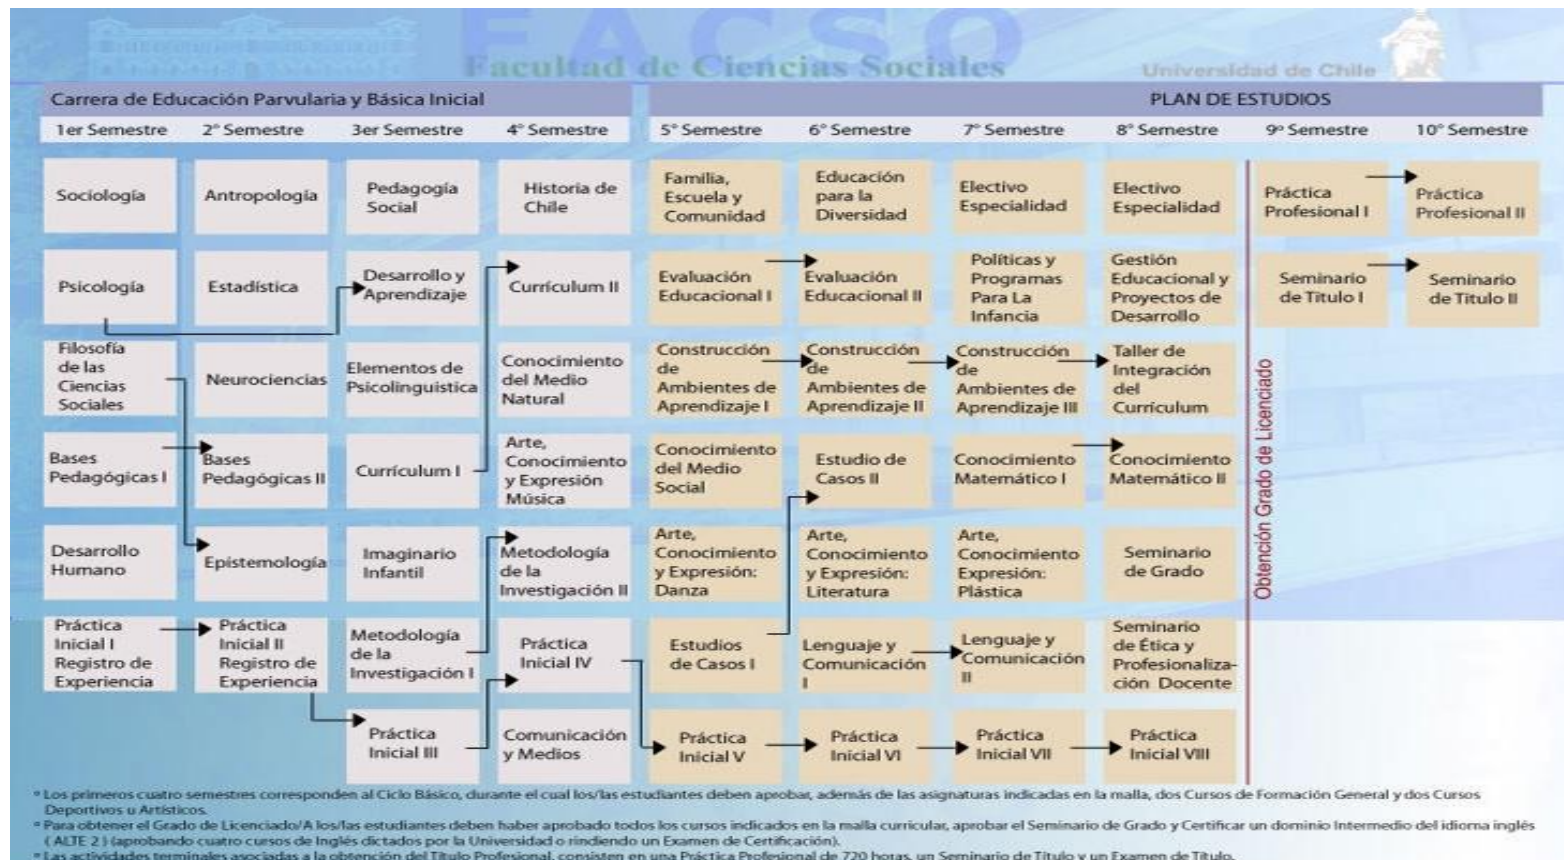 FACSO
Facultad de Ciencias Sociales
Universidad de Chile
Carrera de Educación Parvularia y Básica Inicial
PLAN DE ESTUDIOS
1er Semestre
2° Semestre
3er Semestre
4° Semestre
5° Semestre
6° Semestre
7° Semestre
8° Semestre
9º Semestre
10° Semestre
Sociología
Antropología
Pedagogía
Social
Historia de
Chile
Familia,
Escuela y
Comunidad
Educación
para la
Diversidad
Electivo
Especialidad
Electivo
Especialidad
Práctica
Profesional I
Práctica
Profesional II
Psicología
Estadística
Desarrollo y
Aprendizaje
Currículum II
Evaluación
Educacional I
Evaluación
Educacional II
Políticas y
Programas
Para La
Infancia
Gestión
Educacional y
Proyectos de
Desarrollo
Seminario
de Titulo I
Seminario
de Titulo II
Filosofía
de las
Ciencias
Sociales
Neurociencias
Elementos de
Psicolinguistica
Conocimiento
del Medio
Natural
Construcción
de
Ambientes de
Aprendizaje I
Construcción
de
Ambientes de
Aprendizaje II
Construcción
de
Ambientes de
Aprendizaje III
Taller de
Integración
del
Currículum
Bases
Pedagógicas I
Bases
Pedagógicas II
Currículum I
Arte,
Conocimiento
y Expresión
Música
Conocimiento
del Medio
Social
Estudio de
Casos II
Conocimiento
Matemático I
Conocimiento
Matemático II
Desarrollo
Humano
Epistemología
Imaginario
Infantil
Metodología
de la
Investigación II
Arte,
Conocimiento
y Expresión:
Danza
Arte,
Conocimiento
y Expresión:
Literatura
Arte,
Conocimiento
Expresión:
Plástica
Seminario
de Grado
Práctica
Inicial I
Registro de
Experiencia
Práctica
Inicial II
Registro de
Experiencia
Metodología
de la
Investigación I
Práctica
Inicial IV
Estudios
de Casos I
Lenguaje y
Comunicación
I
Lenguaje y
Comunicación
II
Seminario
de Ética y
Profesionaliza-
ción Docente
Práctica
Inicial III
Comunicación
y Medios
Práctica
Inicial V
Práctica
Inicial VI
Práctica
Inicial VII
Práctica
Inicial VIII
Obtención Grado de Licenciado
° Los primeros cuatro semestres corresponden al Ciclo Básico, durante el cual los/las estudiantes deben aprobar, además de las asignaturas indicadas en la malla, dos Cursos de Formación General y dos Cursos
Deportivos u Artísticos.
° Para obtener el Grado de Licenciado/A los/las estudiantes deben haber aprobado todos los cursos indicados en la malla curricular, aprobar el Seminario de Grado y Certificar un dominio Intermedio del idioma inglés
( ALTE 2 ) (aprobando cuatro cursos de Inglés dictados por la Universidad o rindiendo un Examen de Certificación).
° Las actividades terminales asociadas a la obtención del Título Profesional, consisten en una Práctica Profesional de 720 horas, un Seminario de Título y un Examen de Título.